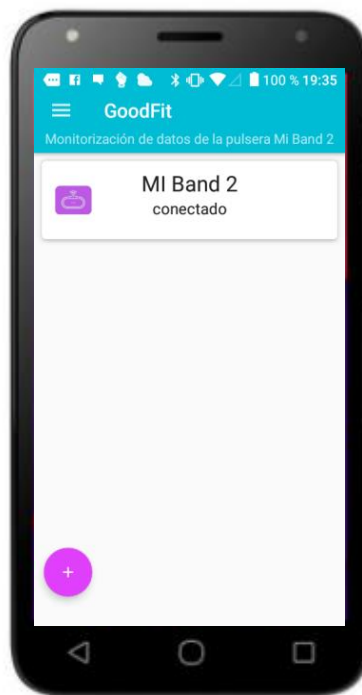 100 % 19:35
GoodFit
Monitorización de datos de la pulsera Mi Band 2
MI Band 2
conectado
+